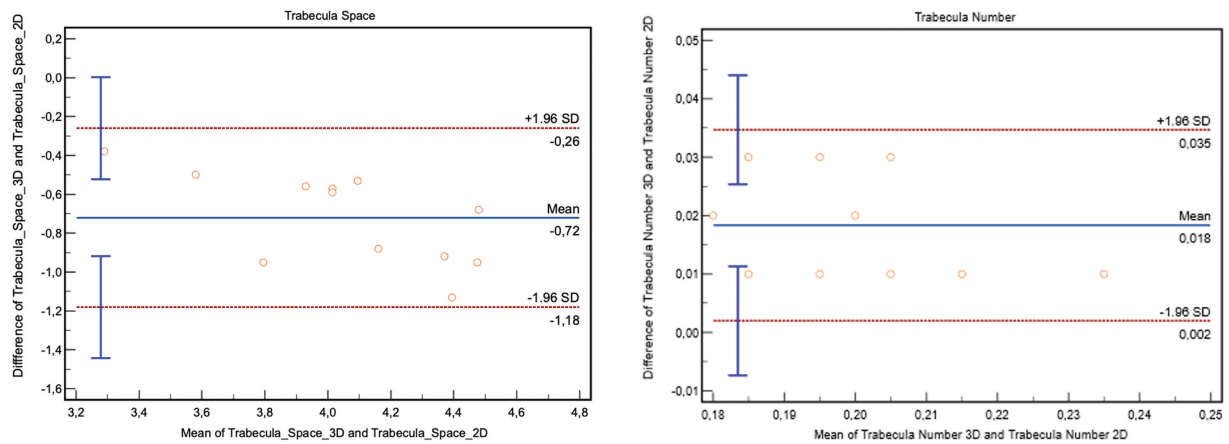 Trabecula Space
Diffference of Trabecula_Space_3D and Trabecula_Space_2D
0,2
0,0
-0,2
-0,4
-0,6
-0,8
-1,0
-1,2
-1,4
-1,6
+1.96 SD
-0,26
Mean
-0,72
-1.96 SD
-1,18
3,2 3,4 3,6 3,8 4,0 4,2 4,4 4,6 4,8
Mean of Trabecula_Space_3D and Trabecula_Space_2D
Trabecula Number
Difference of Trabecula Number 3D and Trabecula Number 2D
0,05
0,04
0,03
0,02
0,01
0,00
-0,01
+1.96 SD
0,035
Mean
0,018
-1.96 SD
0,002
0,18 0,19 0,20 0,21 0,22 0,23 0,24 0,25
Mean of Trabecula Number 3D and Trabecula Number 2D